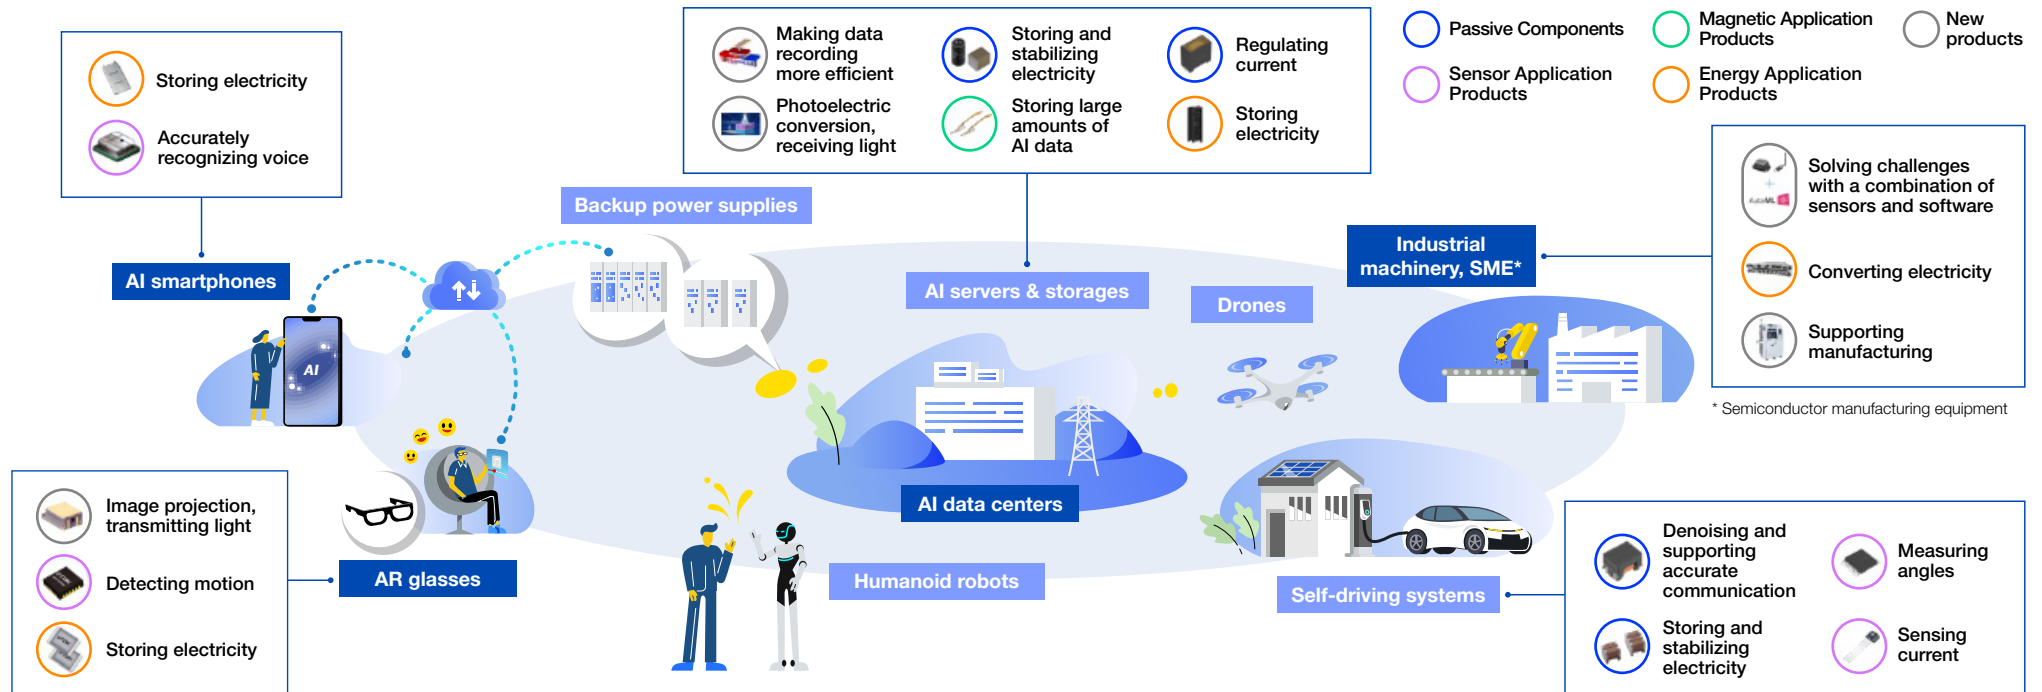 Storing electricity
Accurately
recognizing voice
Making data
recording
more efficient
Storing and
stabilizing
electricity
Regulating
current
Photoelectric
conversion,
receiving light
Storing large
amounts of
AI data
Storing
electricity
Passive Components
Magnetic Application
Products
New
products
Sensor Application
Products
Energy Application
Products
Backup power supplies
AI smartphones
AI servers & storages
Drones
Industrial
machinery, SME*
Solving challenges
with a combination of
sensors and software
Converting electricity
Supporting
manufacturing
* Semiconductor manufacturing equipment
AI
Image projection,
transmitting light
Detecting motion
Storing electricity
AR glasses
AI data centers
Humanoid robots
Self-driving systems
Denoising and
supporting
accurate
communication
Measuring
angles
Storing and
stabilizing
electricity
Sensing
current